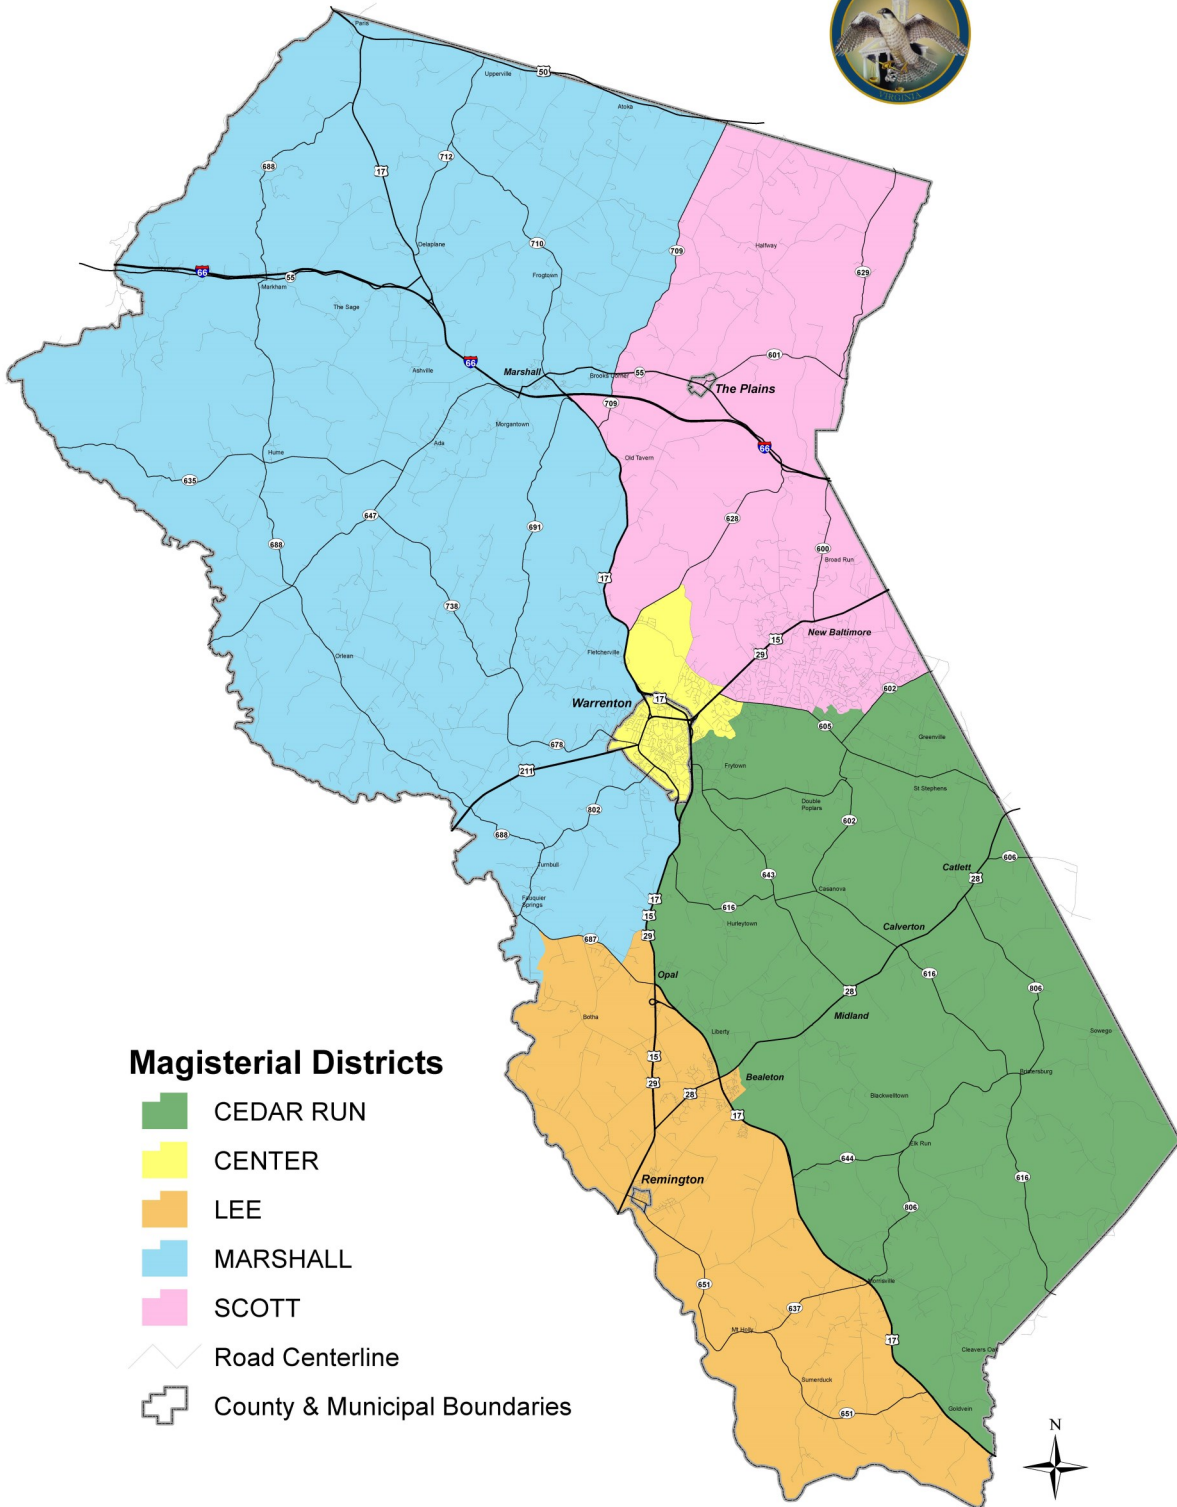 VIRGINIA
Paris
50
Upperville
Atoka
688
17
712
710
Delaplane
Frogtown
709
Halfway
629
66
55
Markham
The Sage
66
Ashville
Marshall
Brooks Corner
55
601
The Plains
709
Morgantown
Ada
Old Tavern
66
Hume
635
647
691
628
688
600
Broad Run
17
738
New Baltimore
15
29
Orlean
Fletcherville
602
Warrenton
17
605
678
Greenville
211
Frytown
St Stephens
Double
Poplars
802
602
688
606
Turnbull
Catlett
643
28
Casanova
Fauquier
Springs
17
616
15
Hurleytown
Calverton
29
687
Opal
616
806
28
Botha
Midland
Liberty
Sowego
15
Bristersburg
Bealeton
29
28
Blackwelltown
17
Elk Run
644
616
Remington
806
651
Morrisville
637
Mt Holly
17
Cleavers Oak
Sumerduck
651
Goldvein
N
Magisterial Districts
CEDAR RUN
CENTER
LEE
MARSHALL
SCOTT
Road Centerline
County & Municipal Boundaries